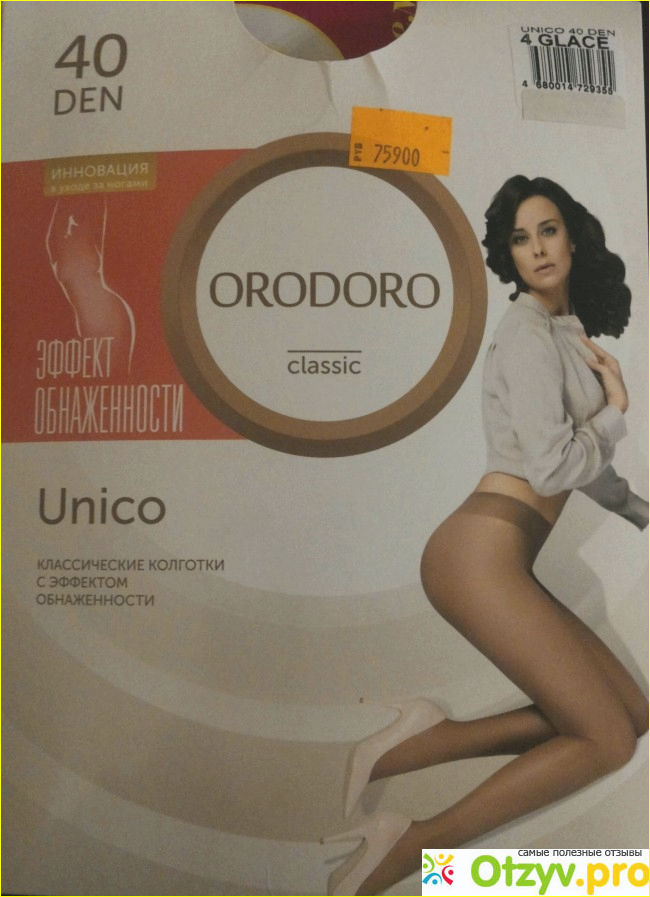 40
DEN
UNICO 40 DEN
4 GLACE
4 680014 729355
РУБ 75900
ИННОВАЦИЯ
в уходе за ногами
ORODORO
classic
ЭФФЕКТ
ОБНАЖЕННОСТИ
Unico
КЛАССИЧЕСКИЕ КОЛГОТКИ
С ЭФФЕКТОМ
ОБНАЖЕННОСТИ
самые полезные отзывы
Otzyv.pro